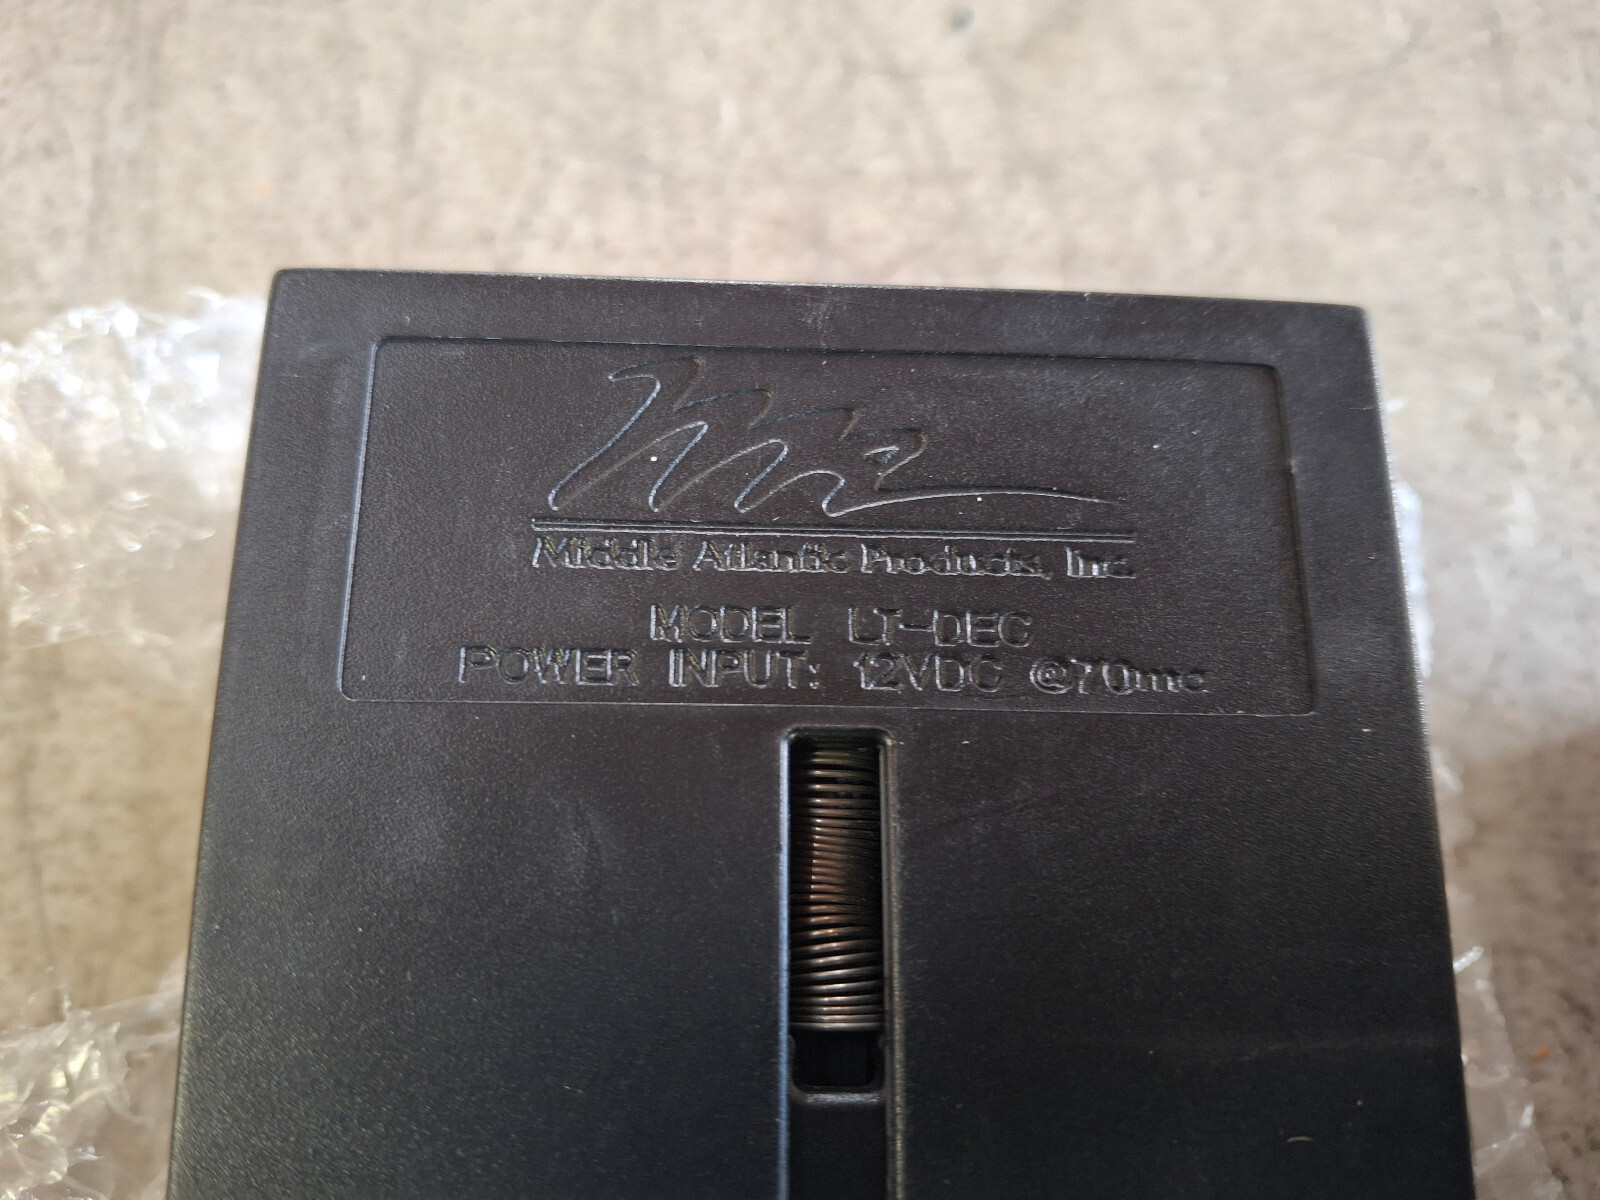 Middle Atlantic Products, Inc.
MODEL LT-DEC
POWER INPUT: 12VDC @70ma